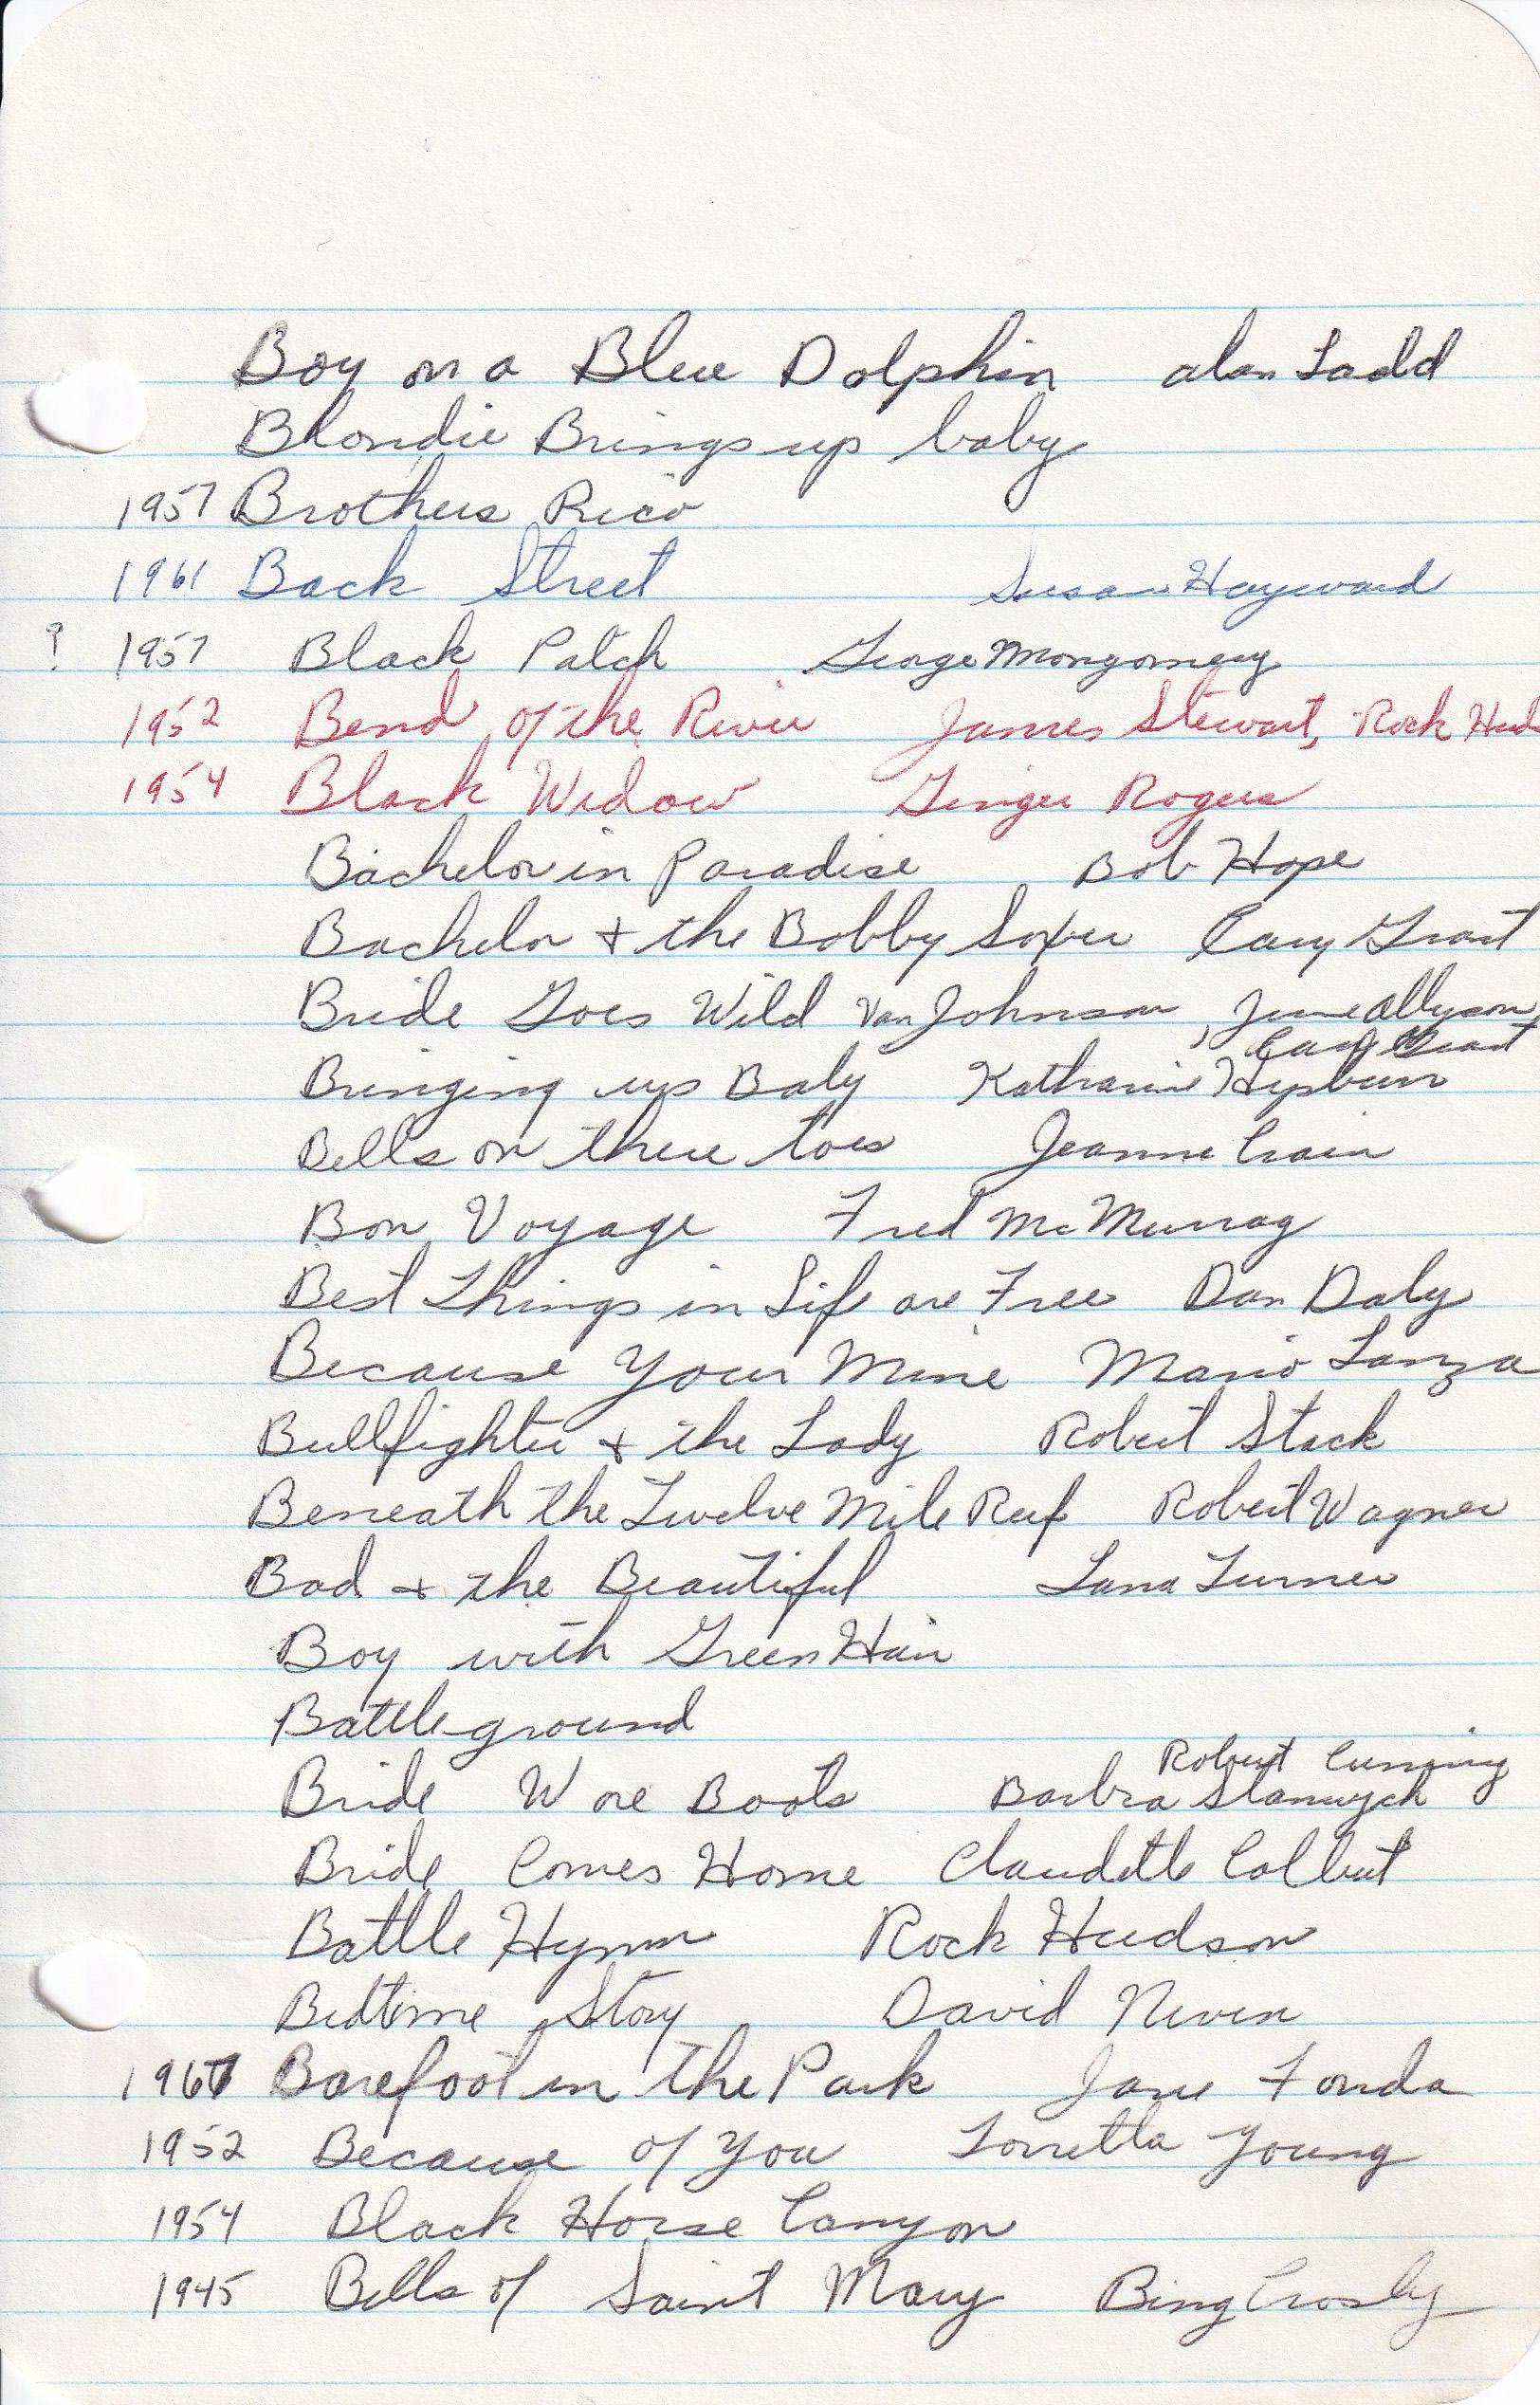 Boy on a Blue Dolphin alan Ladd
Blondie Brings up baby
1957 Brothers Rico
1961 Back Street Susan Hayward
? 1957 Black Patch George Montgomery
1952 Bend of the River James Stewart, Rock Huds
1954 Black Widow Ginger Rogers
Bachelor in Paradise Bob Hope
Bachelor + the Bobby Soxer Cary Grant
Bride Goes Wild Van Johnson, June allyson
Cary Grant
Bringing up Baby Katharine Hepburn
Bells on there toes Jeanne Crain
Bon Voyage Fred McMurray
Best Things in Life are Free Dan Daly
Because Your Mine Mario Lanza
Bullfighter + the Lady Robert Stack
Beneath the Twelve Mile Reef Robert Wagner
Bad + the Beautiful Lana Turner
Boy with Green Hair
Battleground
Robert Cumming
Bride Wore Boots Barbra Stanwych
Bride Comes Home Claudette Colbert
Battle Hymn Rock Hudson
Bedtime Story David Niven
1967 Barefoot in the Park Jane Fonda
1952 Because of You Lorretta Young
1954 Black Horse Canyon
1945 Bells of Saint Mary Bing Crosby